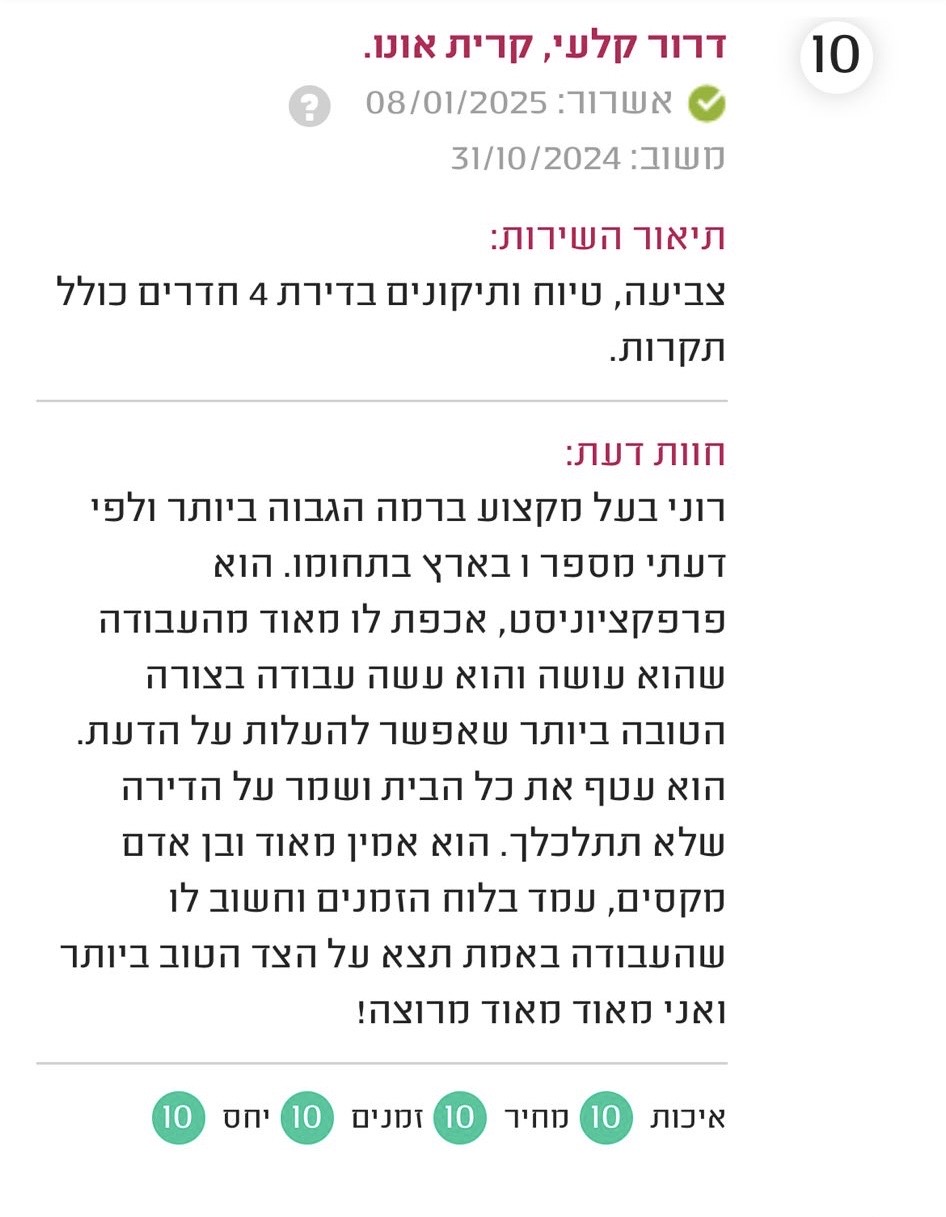 10
דרור קלעי, קרית אונו.
אשרור: 08/01/2025 ?
משוב: 31/10/2024
תיאור השירות:
צביעה, טיוח ותיקונים בדירת 4 חדרים כולל
תקרות.
חוות דעת:
רוני בעל מקצוע ברמה הגבוה ביותר ולפי
דעתי מספר ו בארץ בתחומו. הוא
פרפקציוניסט, אכפת לו מאוד מהעבודה
שהוא עושה והוא עשה עבודה בצורה
הטובה ביותר שאפשר להעלות על הדעת.
הוא עטף את כל הבית ושמר על הדירה
שלא תתלכלך. הוא אמין מאוד ובן אדם
מקסים, עמד בלוח הזמנים וחשוב לו
שהעבודה באמת תצא על הצד הטוב ביותר
ואני מאוד מאוד מרוצה!
איכות 10 מחיר 10 זמנים 10 יחס 10